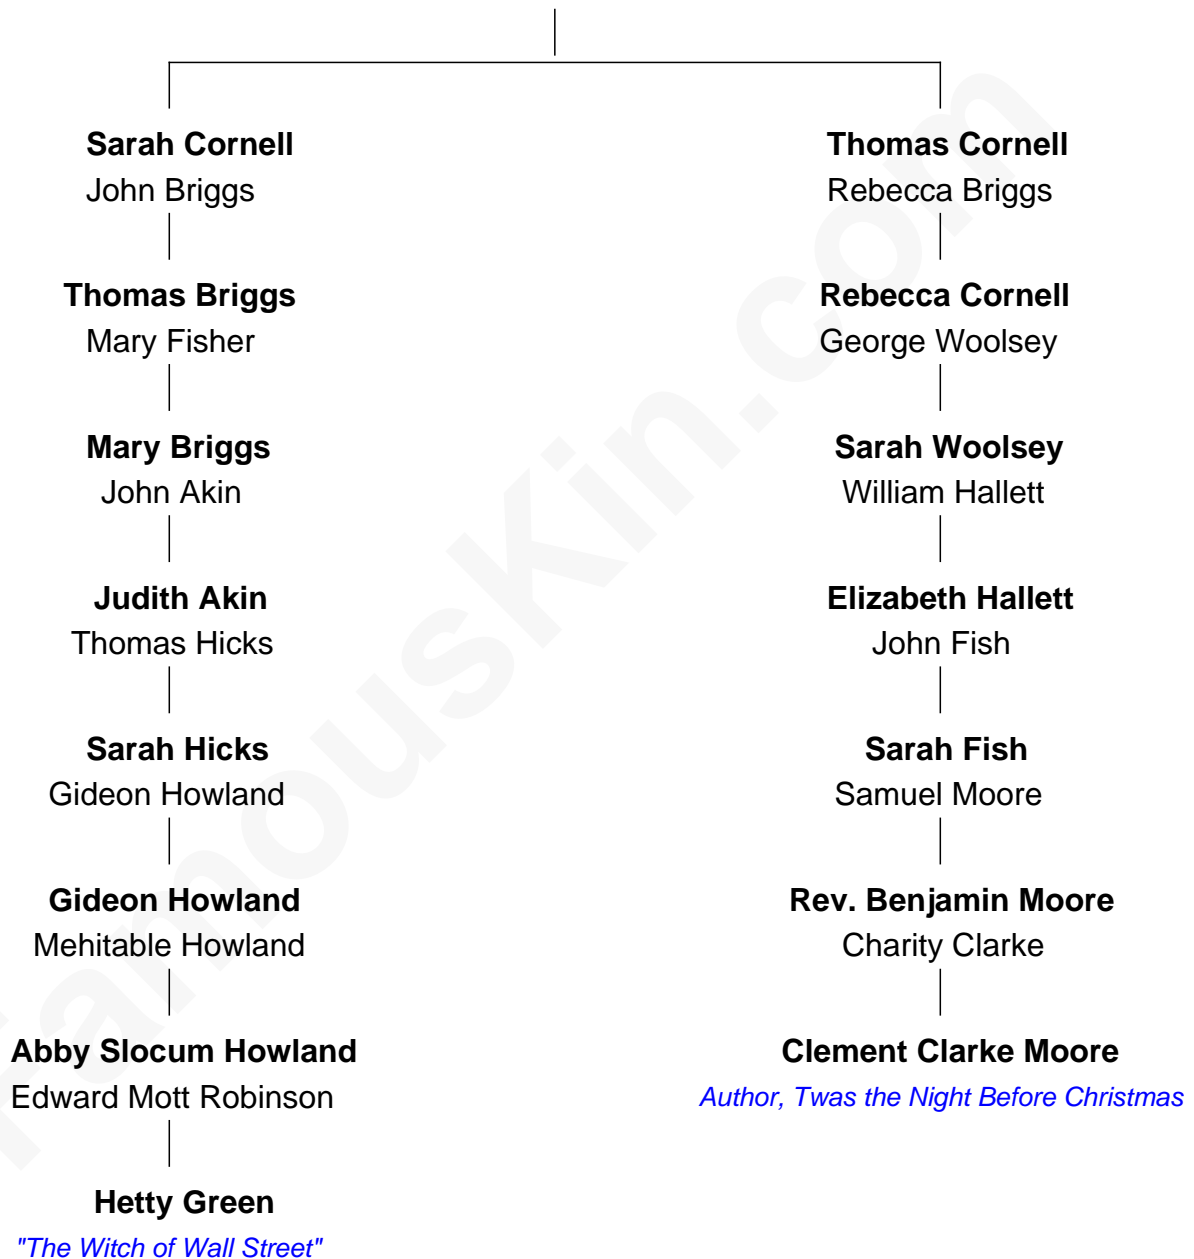 Sarah Cornell
John Briggs
Thomas Briggs
Mary Fisher
Mary Briggs
John Akin
Judith Akin
Thomas Hicks
Sarah Hicks
Gideon Howland
Gideon Howland
Mehitable Howland
Abby Slocum Howland
Edward Mott Robinson
Hetty Green
"The Witch of Wall Street"
Thomas Cornell
Rebecca Briggs
Rebecca Cornell
George Woolsey
Sarah Woolsey
William Hallett
Elizabeth Hallett
John Fish
Sarah Fish
Samuel Moore
Rev. Benjamin Moore
Charity Clarke
Clement Clarke Moore
Author, Twas the Night Before Christmas
FamousKin.com